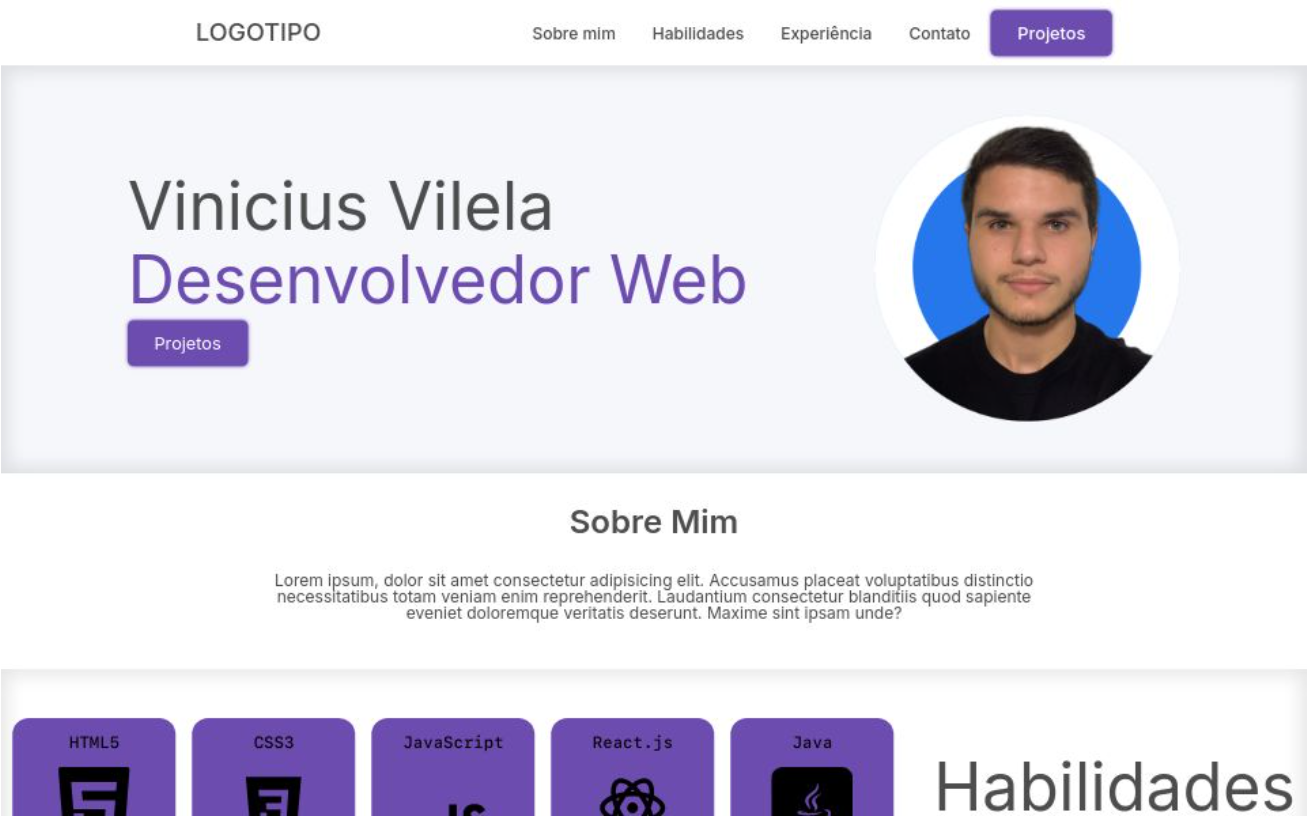 LOGOTIPO
Sobre mim Habilidades Experiência Contato Projetos
Vinicius Vilela
Desenvolvedor Web
Projetos
Sobre Mim
Lorem ipsum, dolor sit amet consectetur adipisicing elit. Accusamus placeat voluptatibus distinctio
necessitatibus totam veniam enim reprehenderit. Laudantium consectetur blanditiis quod sapiente
eveniet doloremque veritatis deserunt. Maxime sint ipsam unde?
HTML5 CSS3 JavaScript React.js Java
JS
Habilidades